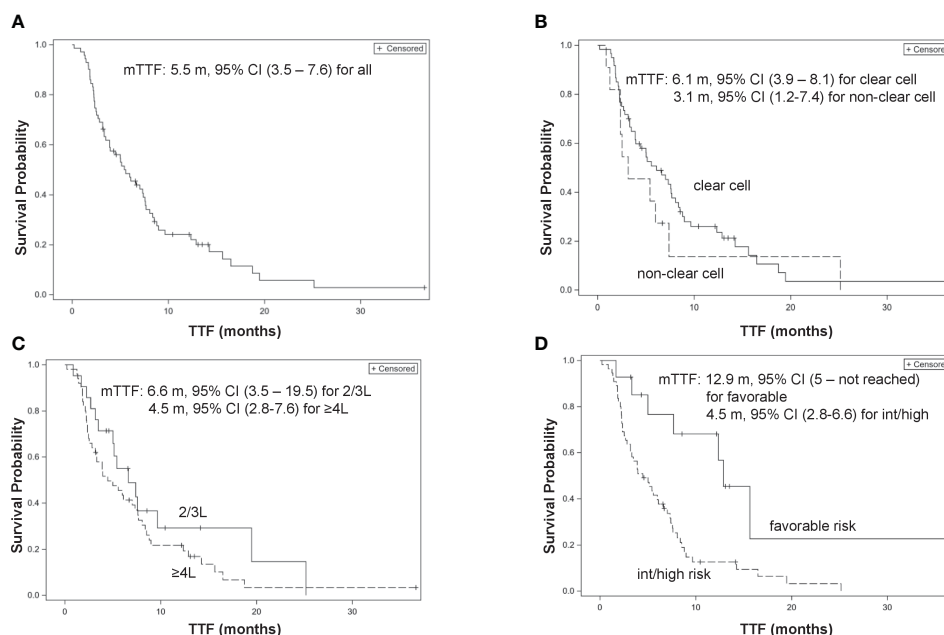 A
+ Censored
mTTF: 5.5 m, 95% CI (3.5 – 7.6) for all
Survival Probability
1.0
0.8
0.6
0.4
0.2
0.0
0
10
20
30
TTF (months)
B
+ Censore
mTTF: 6.1 m, 95% CI (3.9 – 8.1) for clear cell
3.1 m, 95% CI (1.2-7.4) for non-clear cell
clear cell
non-clear cell
Survival Probability
1.0
0.8
0.6
0.4
0.2
0.0
0
10
20
30
TTF (months)
C
+ Censored
mTTF: 6.6 m, 95% CI (3.5 – 19.5) for 2/3L
4.5 m, 95% CI (2.8-7.6) for ≥4L
2/3L
≥4L
Survival Probability
1.0
0.8
0.6
0.4
0.2
0.0
0
10
20
30
TTF (months)
D
+ Censore
mTTF: 12.9 m, 95% CI (5 – not reached)
for favorable
4.5 m, 95% CI (2.8-6.6) for int/high
favorable risk
int/high risk
Survival Probability
1.0
0.8
0.6
0.4
0.2
0.0
0
10
20
30
TTF (months)